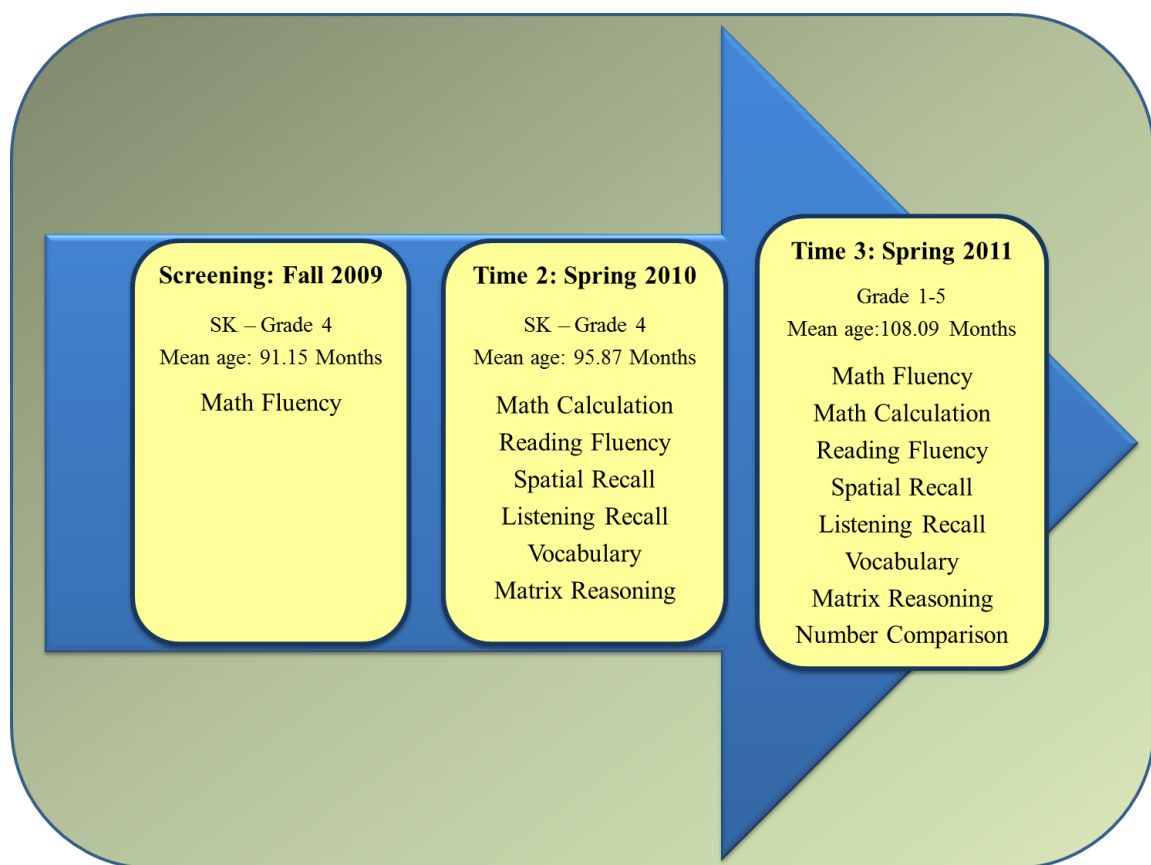 Screening: Fall 2009
SK – Grade 4
Mean age: 91.15 Months
Math Fluency
Time 2: Spring 2010
SK – Grade 4
Mean age: 95.87 Months
Math Calculation
Reading Fluency
Spatial Recall
Listening Recall
Vocabulary
Matrix Reasoning
Time 3: Spring 2011
Grade 1-5
Mean age:108.09 Months
Math Fluency
Math Calculation
Reading Fluency
Spatial Recall
Listening Recall
Vocabulary
Matrix Reasoning
Number Comparison